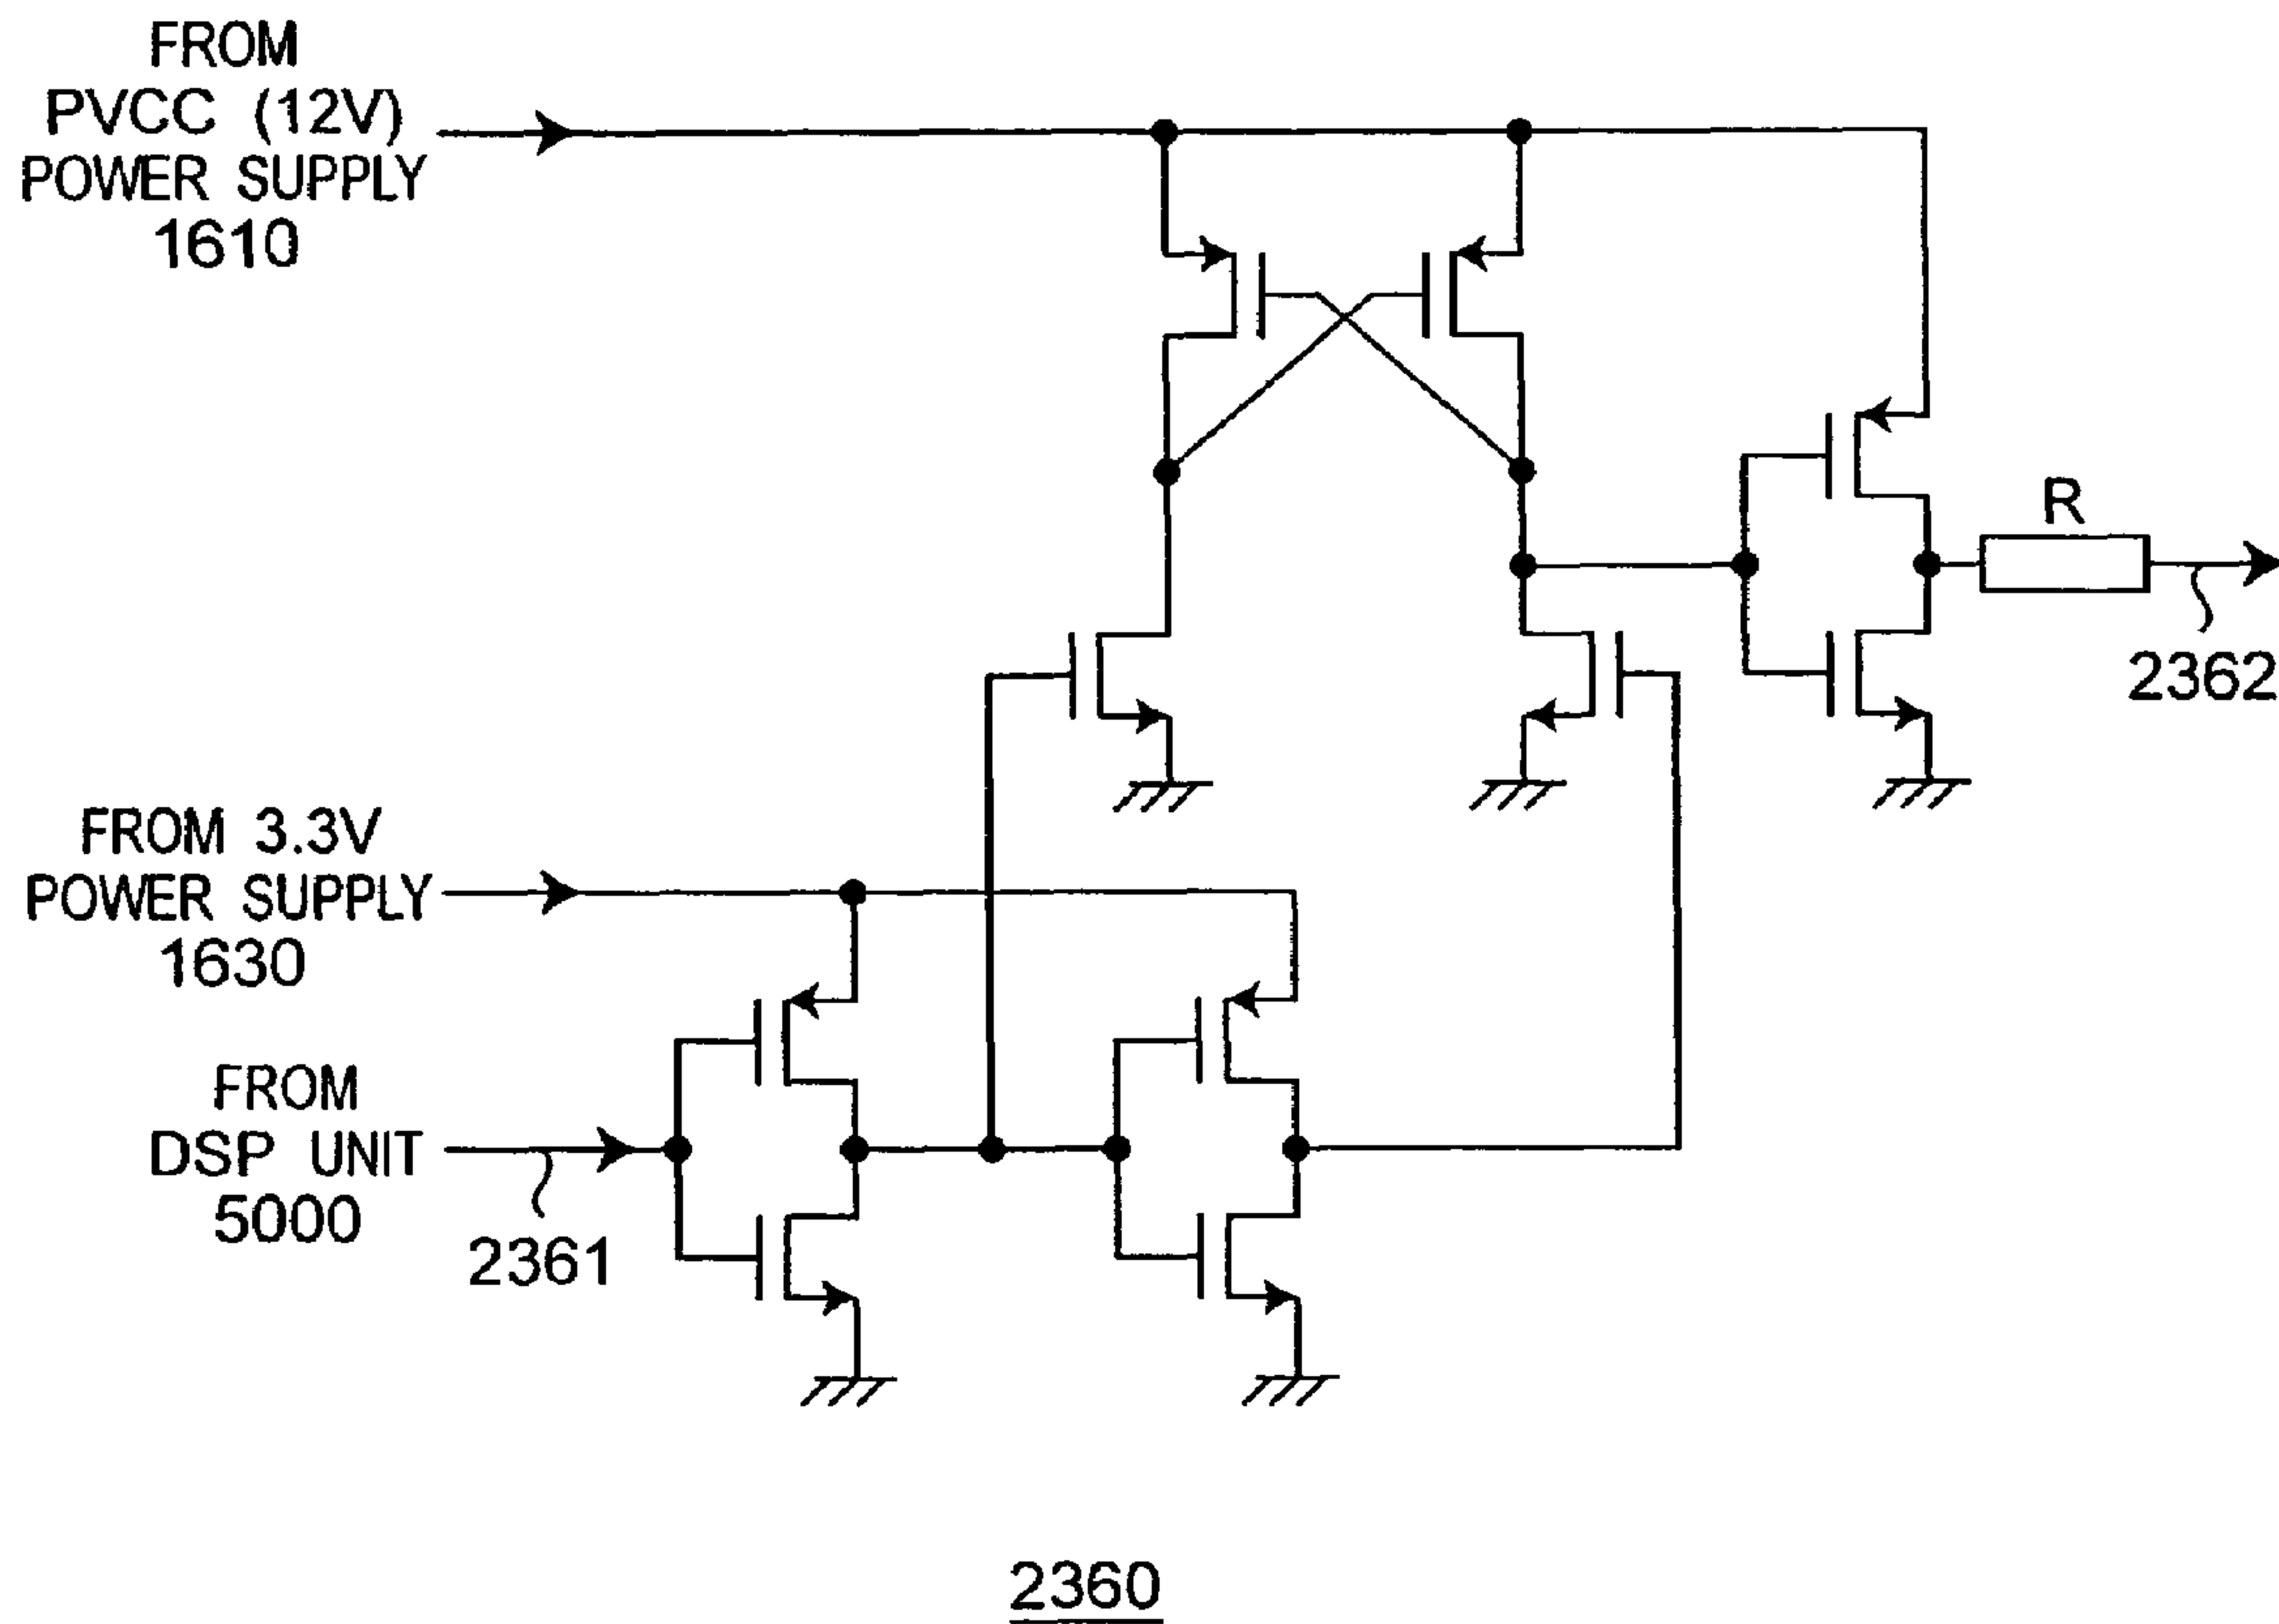 FROM
PVCC (12V)
POWER SUPPLY
1610
R
2362
FROM 3.3V
POWER SUPPLY
1630
FROM
DSP UNIT
5000
2361
2360